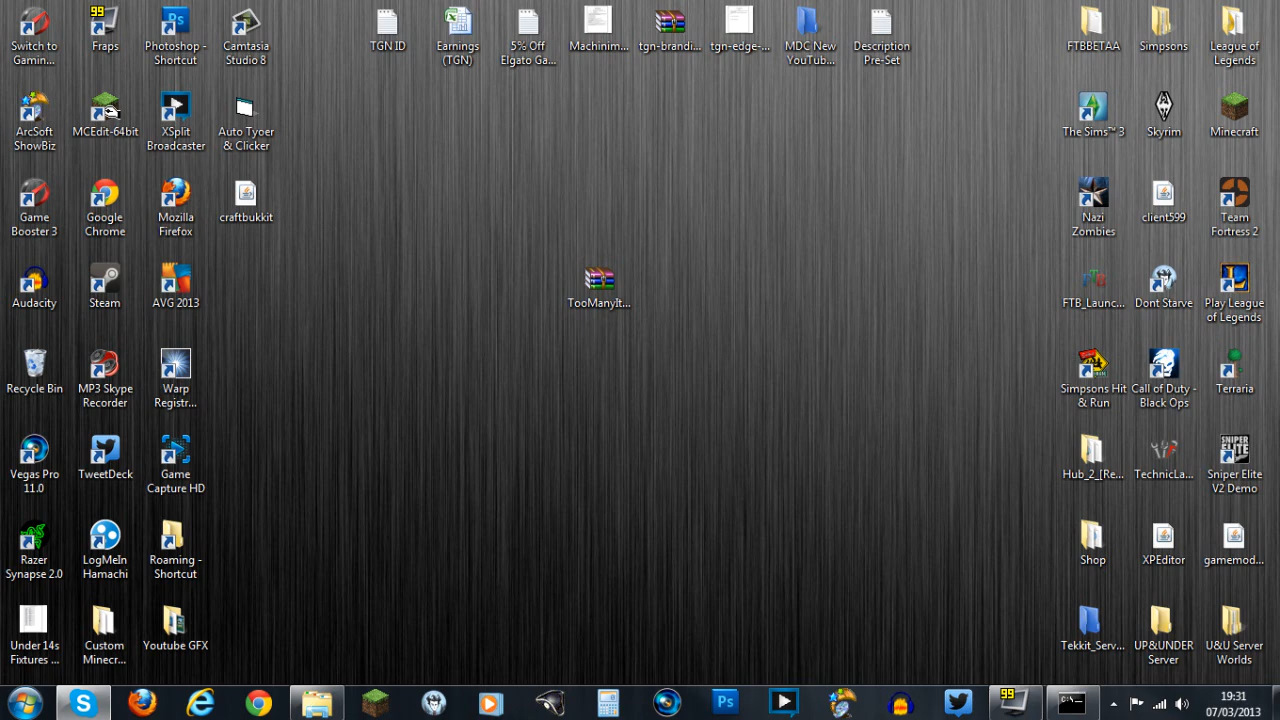 Switch to
Gamin...
99
Fraps
Photoshop -
Shortcut
Camtasia
Studio 8
TGN ID
Earnings
(TGN)
5% Off
Elgato Ga...
Machinim...
tgn-brandi...
tgn-edge-...
MDC New
YouTub...
Description
Pre-Set
FTBBETAA
Simpsons
League of
Legends
ArcSoft
ShowBiz
MCEdit-64bit
XSplit
Broadcaster
Auto Tyoer
& Clicker
The Sims™ 3
Skyrim
Minecraft
Game
Booster 3
Google
Chrome
Mozilla
Firefox
craftbukkit
Nazi
Zombies
client599
Team
Fortress 2
Audacity
Steam
AVG 2013
TooManyIt...
FTB_Launc...
Dont Starve
Play League
of Legends
Recycle Bin
MP3 Skype
Recorder
Warp
Registr...
Simpsons Hit
& Run
Call of Duty -
Black Ops
Terraria
Vegas Pro
11.0
TweetDeck
Game
Capture HD
Hub_2_[Re...
TechnicLa...
SNIPER
ELITE
Sniper Elite
V2 Demo
Razer
Synapse 2.0
LogMeIn
Hamachi
Roaming -
Shortcut
Shop
XPEditor
gamemod...
Under 14s
Fixtures ...
Custom
Minecr...
Youtube GFX
Tekkit_Serv...
UP&UNDER
Server
U&U Server
Worlds
99
19:31
07/03/2013